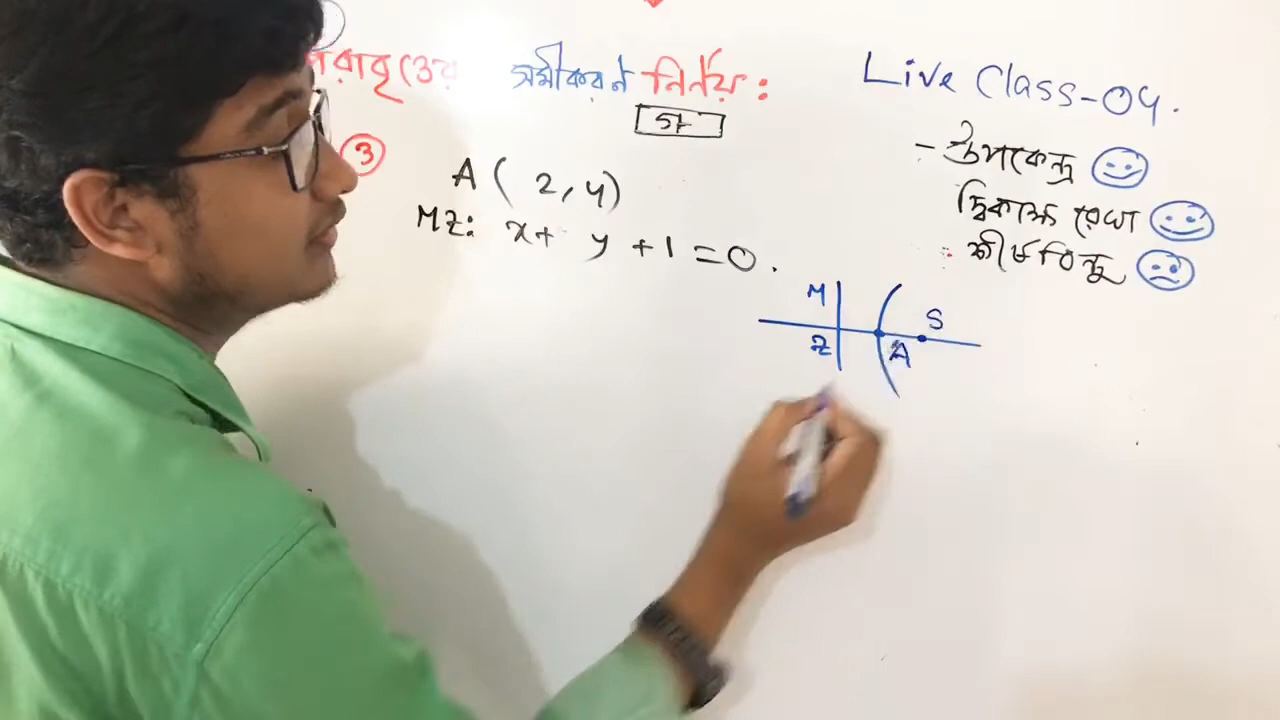 পরাবৃত্তের সমীকরণ নির্ণয়:
Live Class-04.
- উপকেন্দ্র
দ্বিকাক্ষ রেখা
শীর্ষবিন্দু
3
A ( 2, 4)
MZ: x + y + 1 = 0.
M
Z
A
S